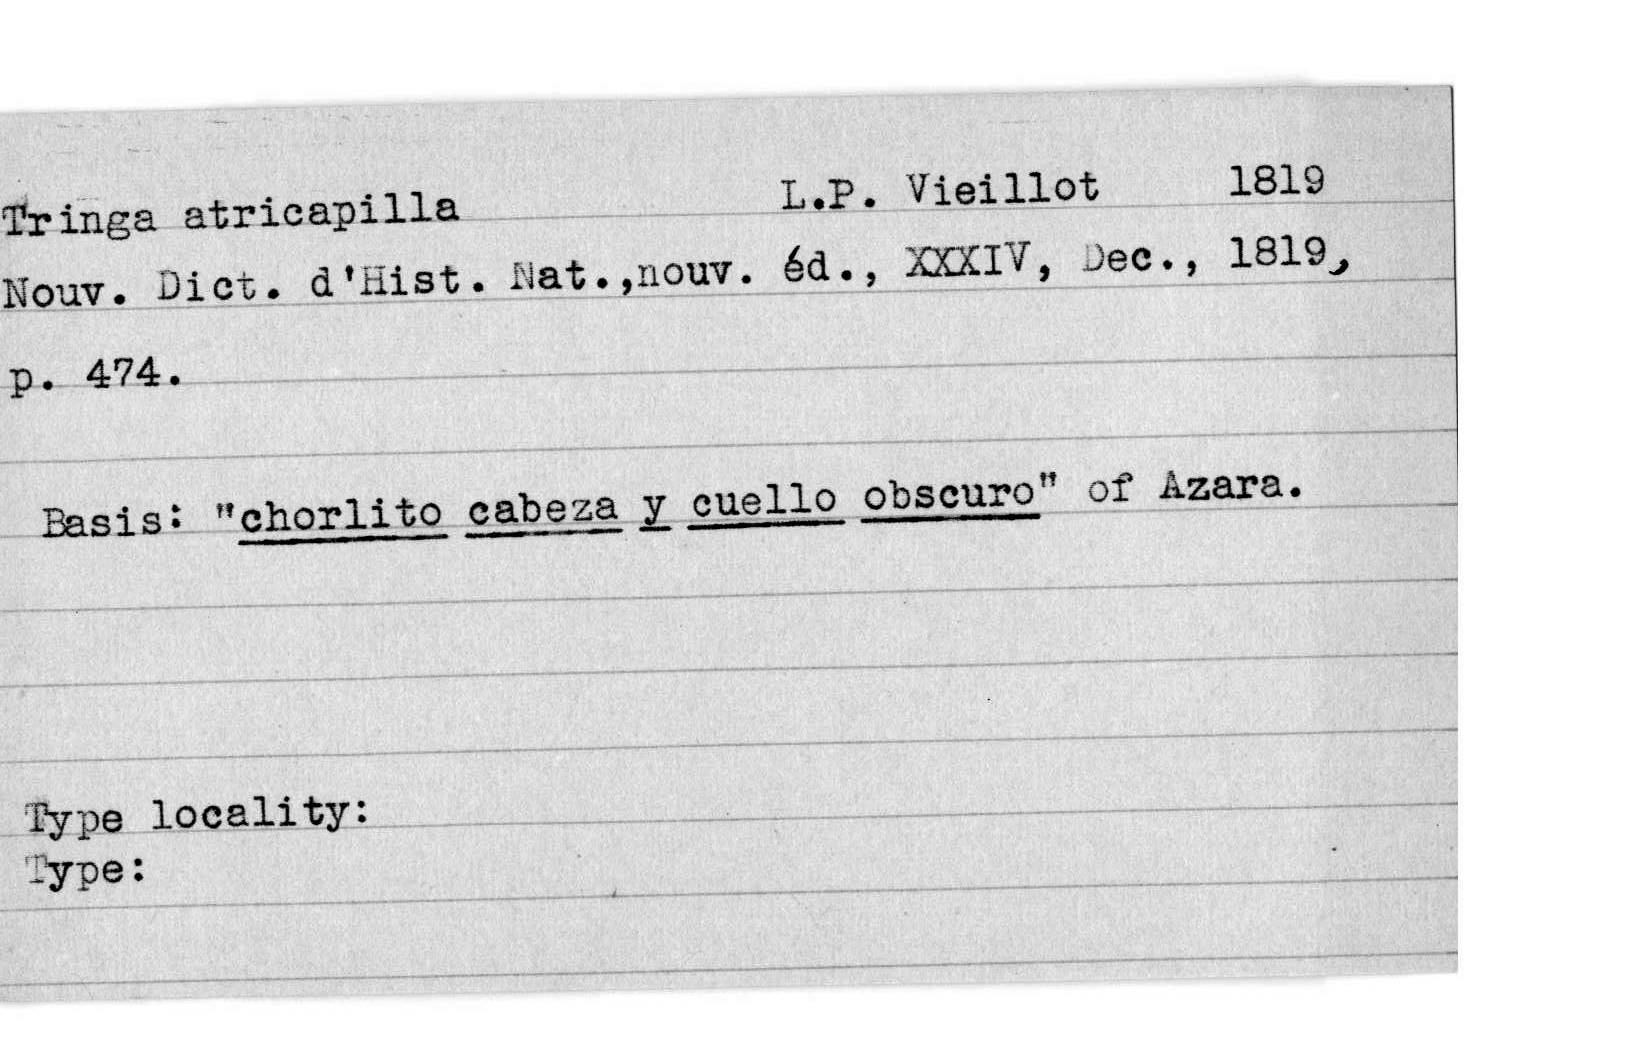 Tringa atricapilla L.P. Vieillot 1819
Nouv. Dict. d'Hist. Nat.,nouv. éd., XXXIV, Dec., 1819,
p. 474.
Basis: "chorlito cabeza y cuello obscuro" of Azara.
Type locality:
Type: